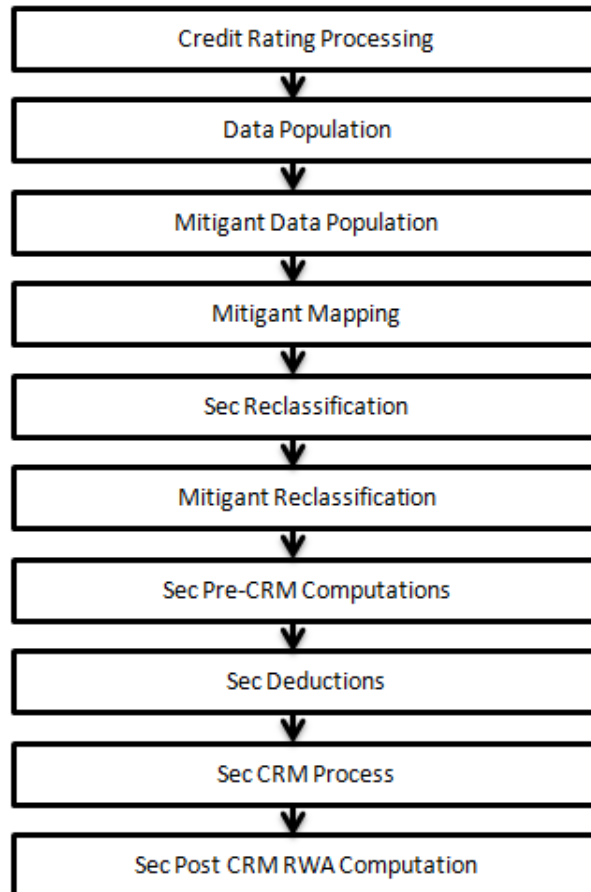 Credit Rating Processing
Data Population
Mitigant Data Population
Mitigant Mapping
Sec Reclassification
Mitigant Reclassification
Sec Pre-CRM Computations
Sec Deductions
Sec CRM Process
Sec Post CRM RWA Computation